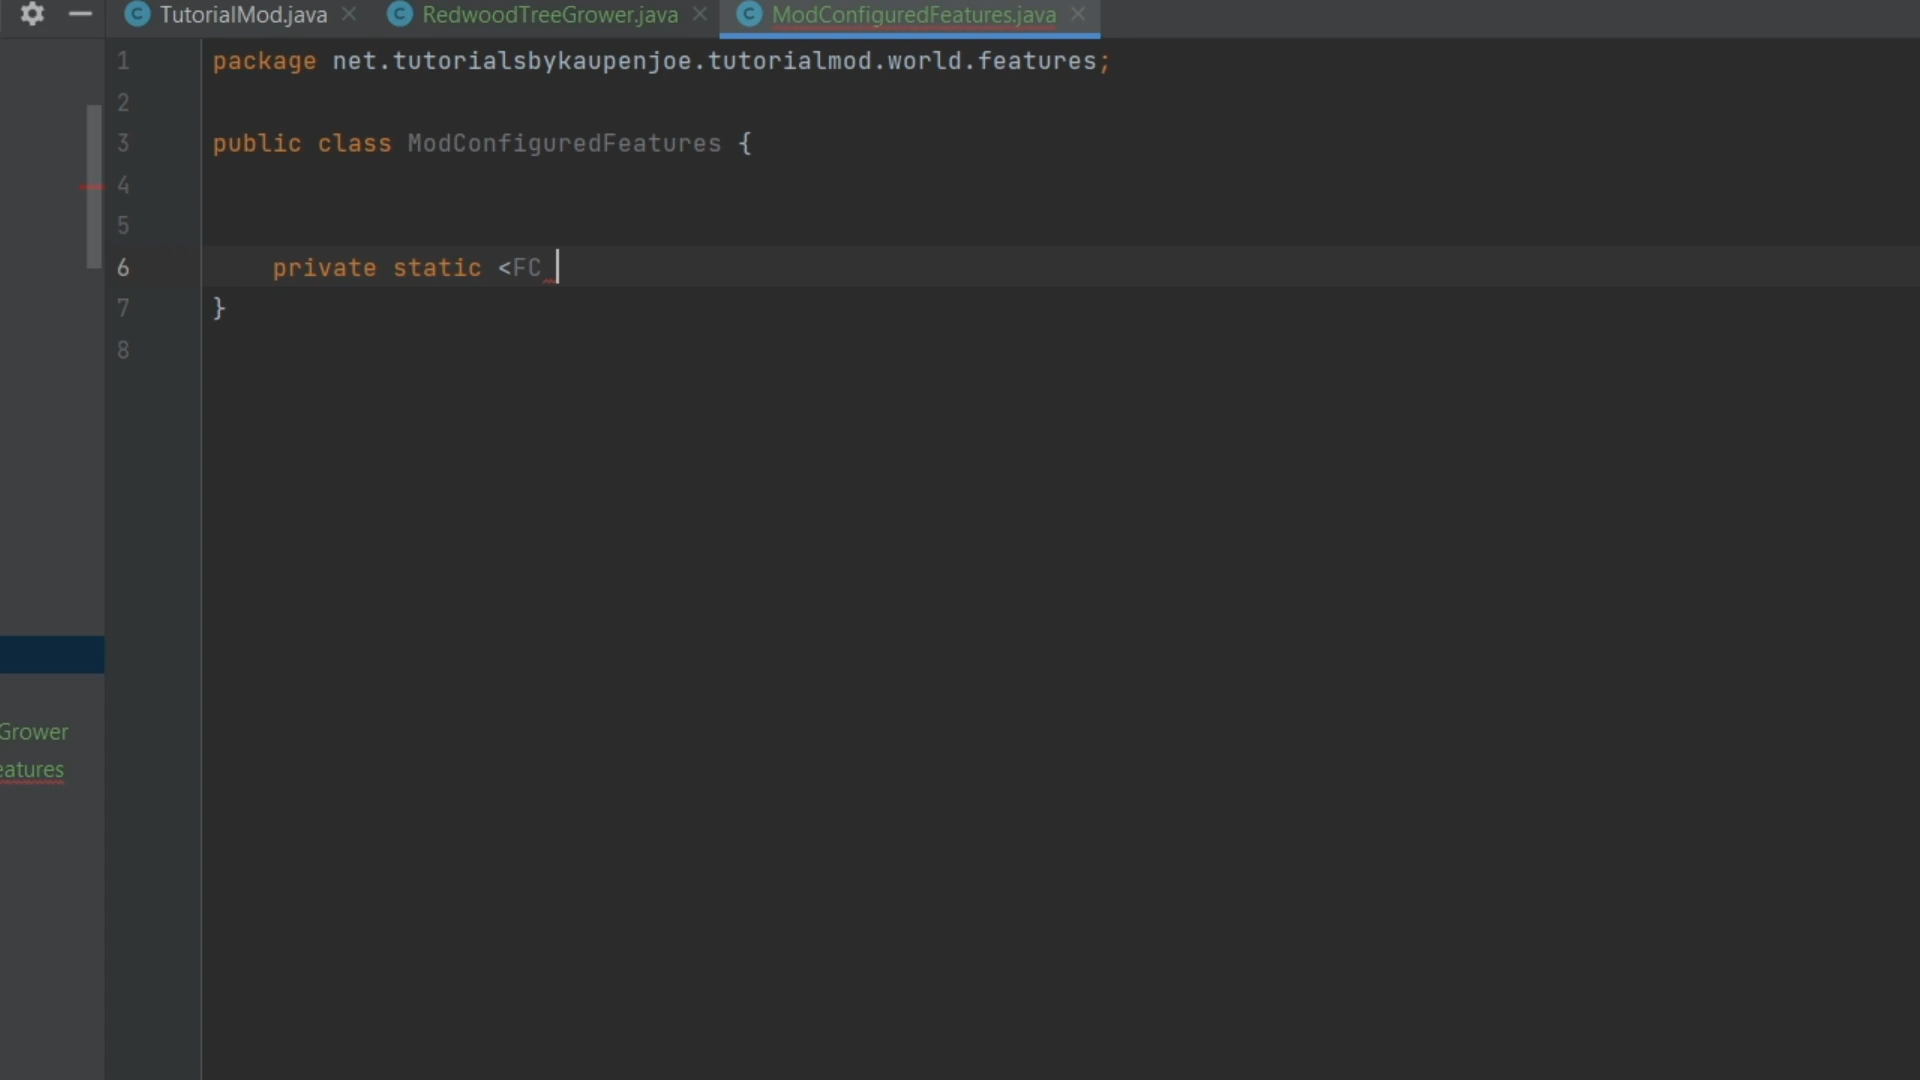 TutorialMod.java
RedwoodTreeGrower.java
ModConfiguredFeatures.java
1 package net.tutorialsbykaupenjoe.tutorialmod.world.features;
2
3 public class ModConfiguredFeatures {
4
5
6 private static <FC
7 }
8
Grower
eatures